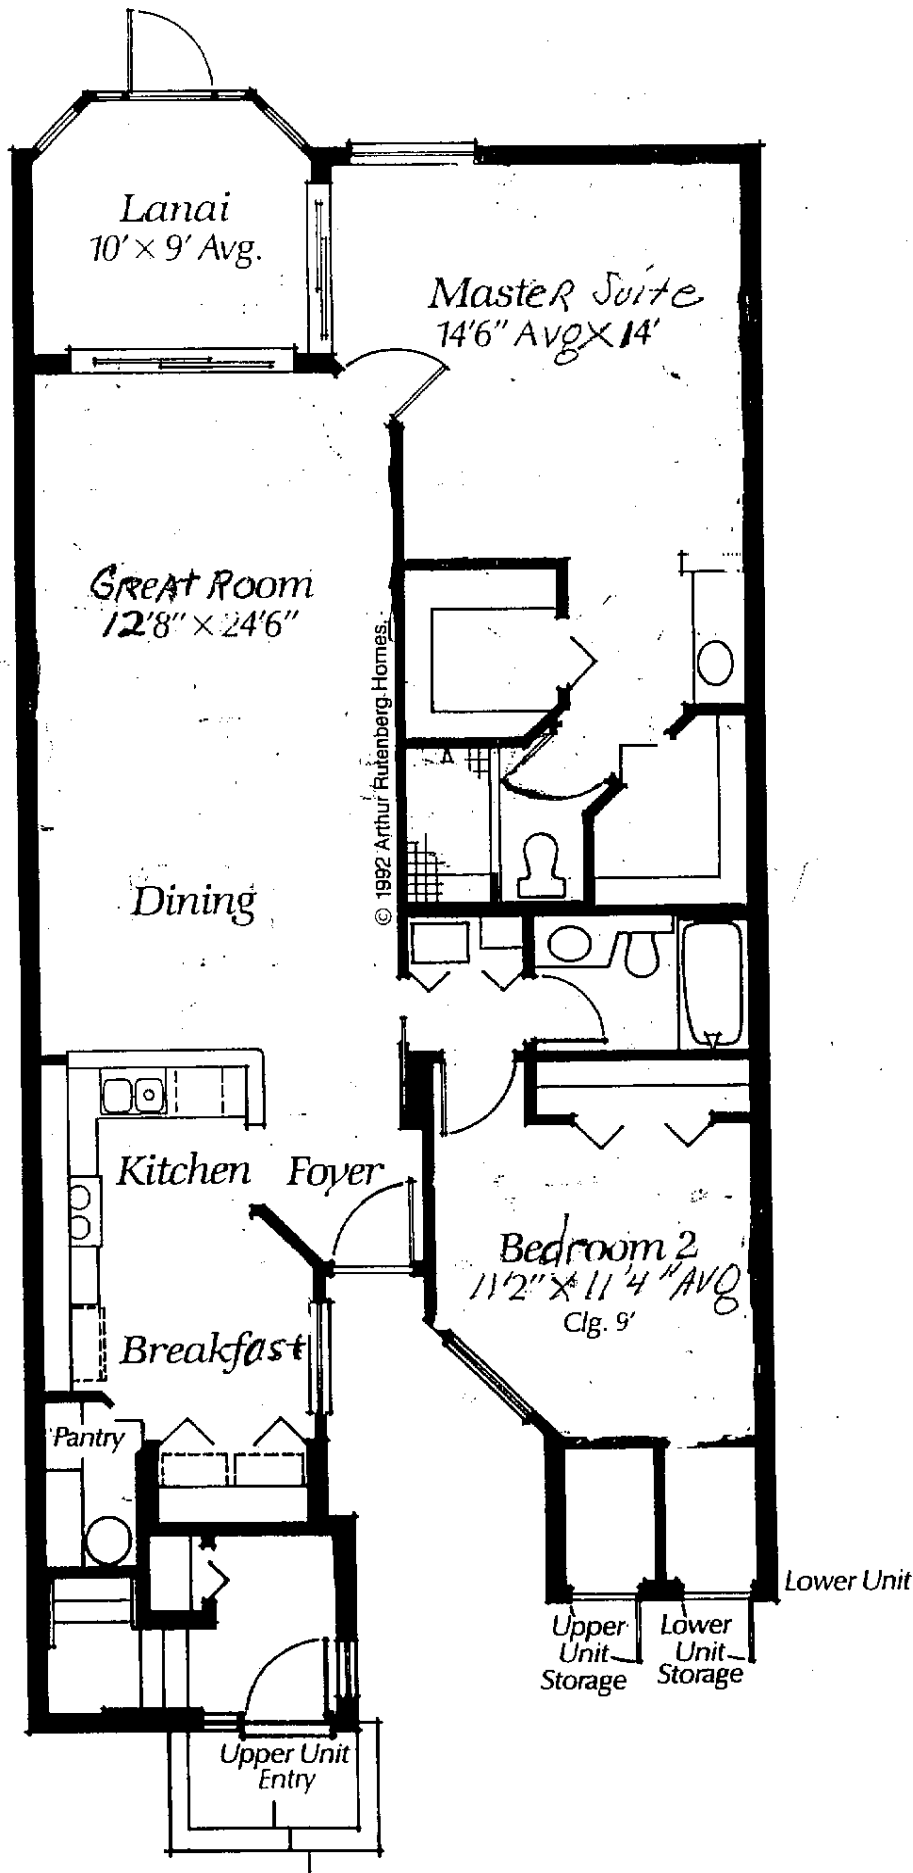 Lanai
10' × 9' Avg.
Master Suite
14'6" Avg × 14'
Great Room
12'8" × 24'6"
© 1992 Arthur Rutenberg Homes.
Dining
Kitchen
Foyer
Bedroom 2
11'2" × 11'4" AVG
Clg. 9'
Breakfast
Pantry
Lower Unit
Upper
Unit
Storage
Lower
Unit
Storage
Upper Unit
Entry